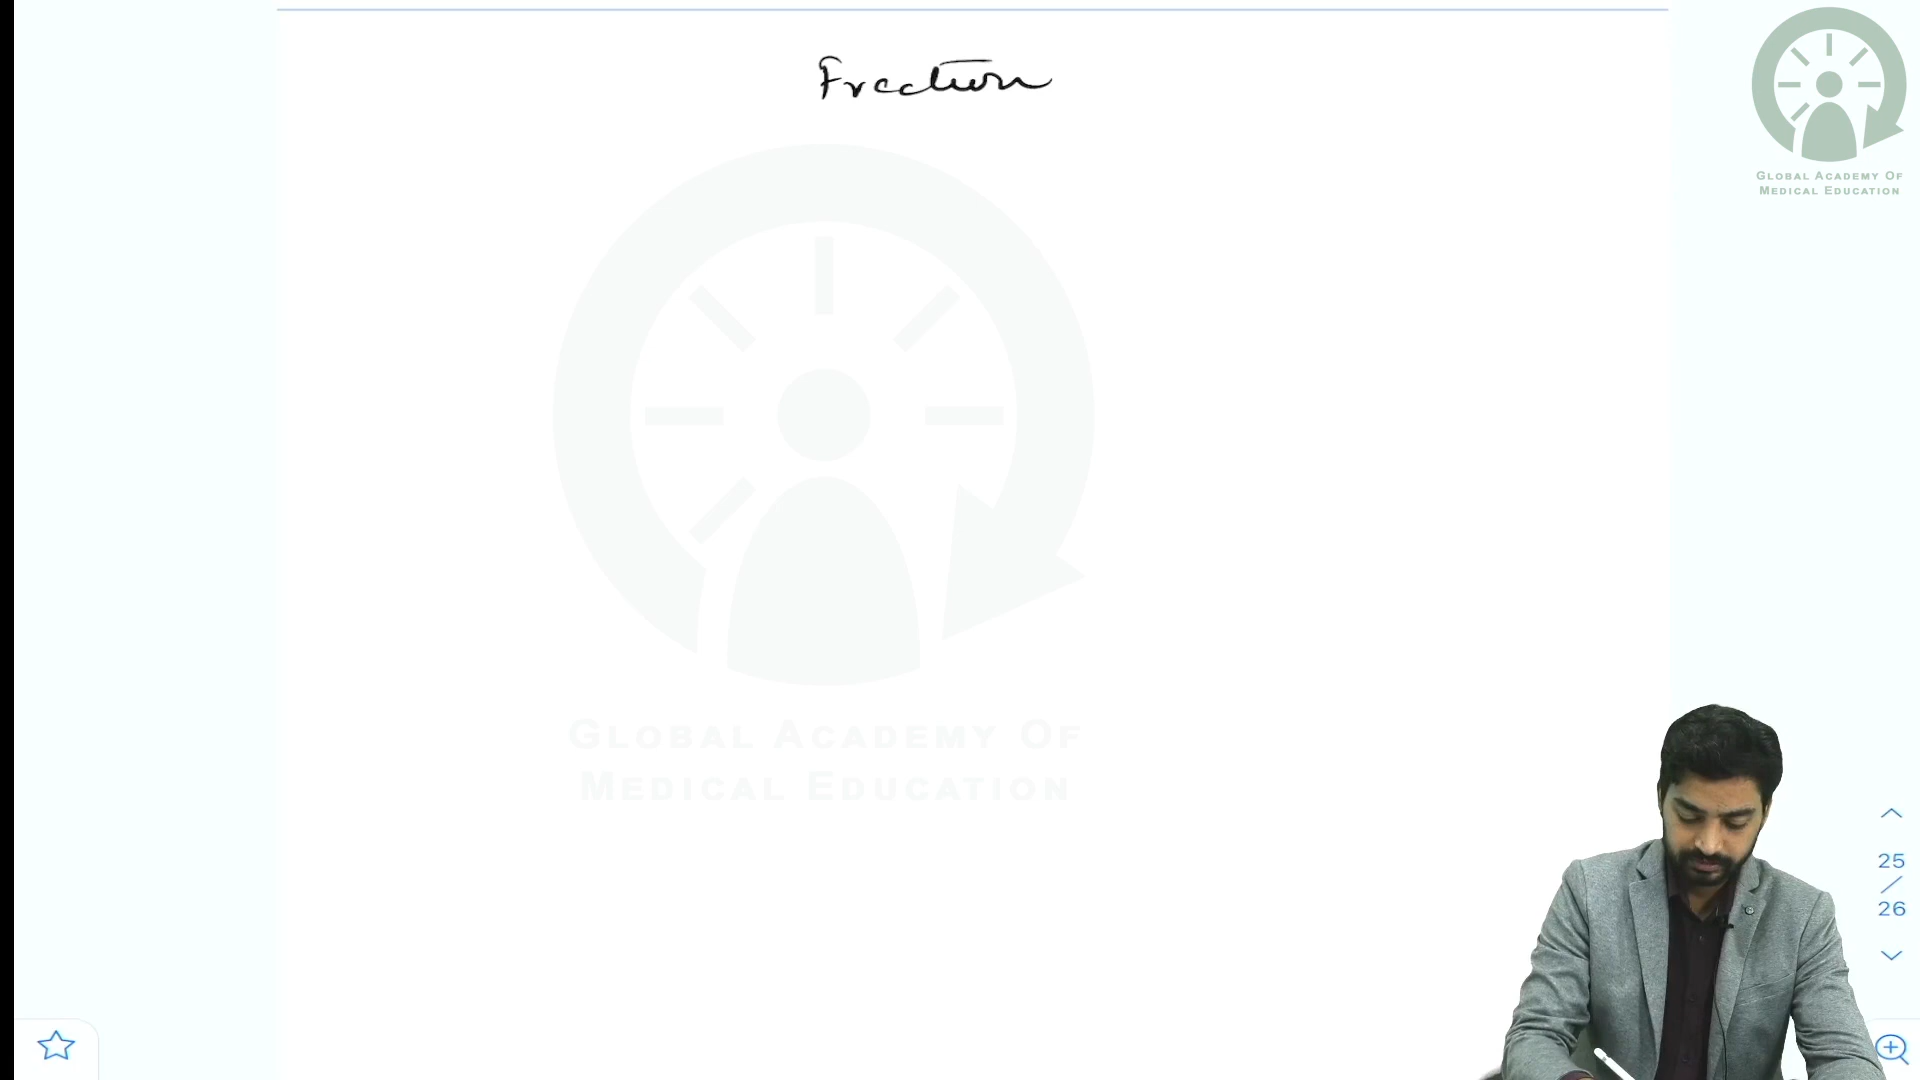 Fraction
GLOBAL ACADEMY OF
MEDICAL EDUCATION
GLOBAL ACADEMY OF
MEDICAL EDUCATION
25
/
26